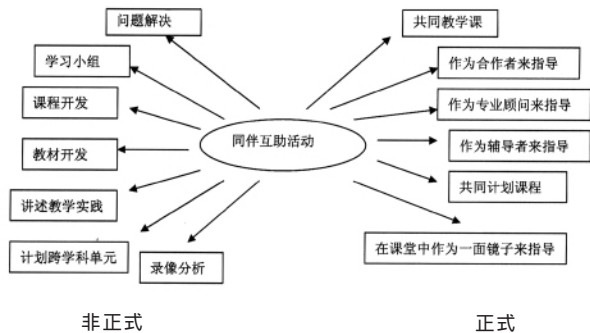 问题解决
共同教学课
学习小组
作为合作者来指导
课程开发
作为专业顾问来指导
同伴互助活动
教材开发
作为辅导者来指导
共同计划课程
讲述教学实践
计划跨学科单元
录像分析
在课堂中作为一面镜子来指导
非正式
正式